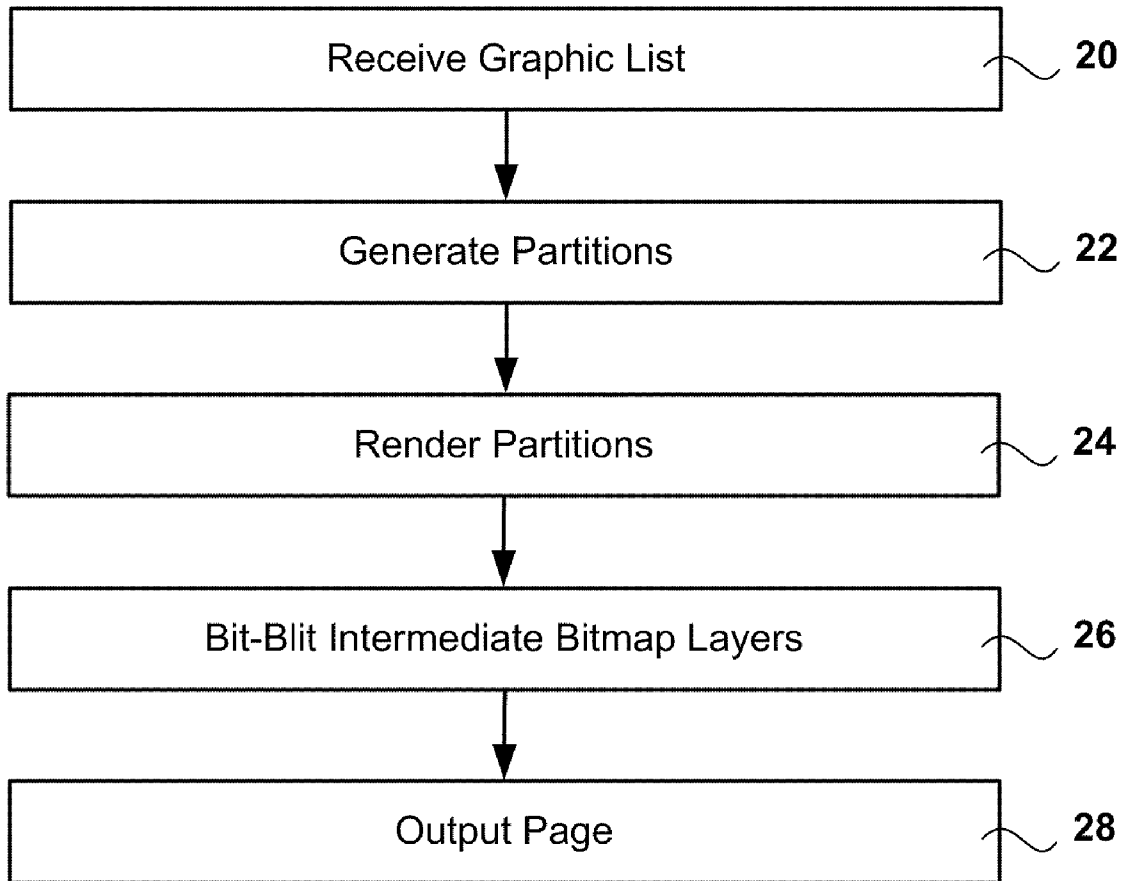 Receive Graphic List 20
Generate Partitions 22
Render Partitions 24
Bit-Blit Intermediate Bitmap Layers 26
Output Page 28